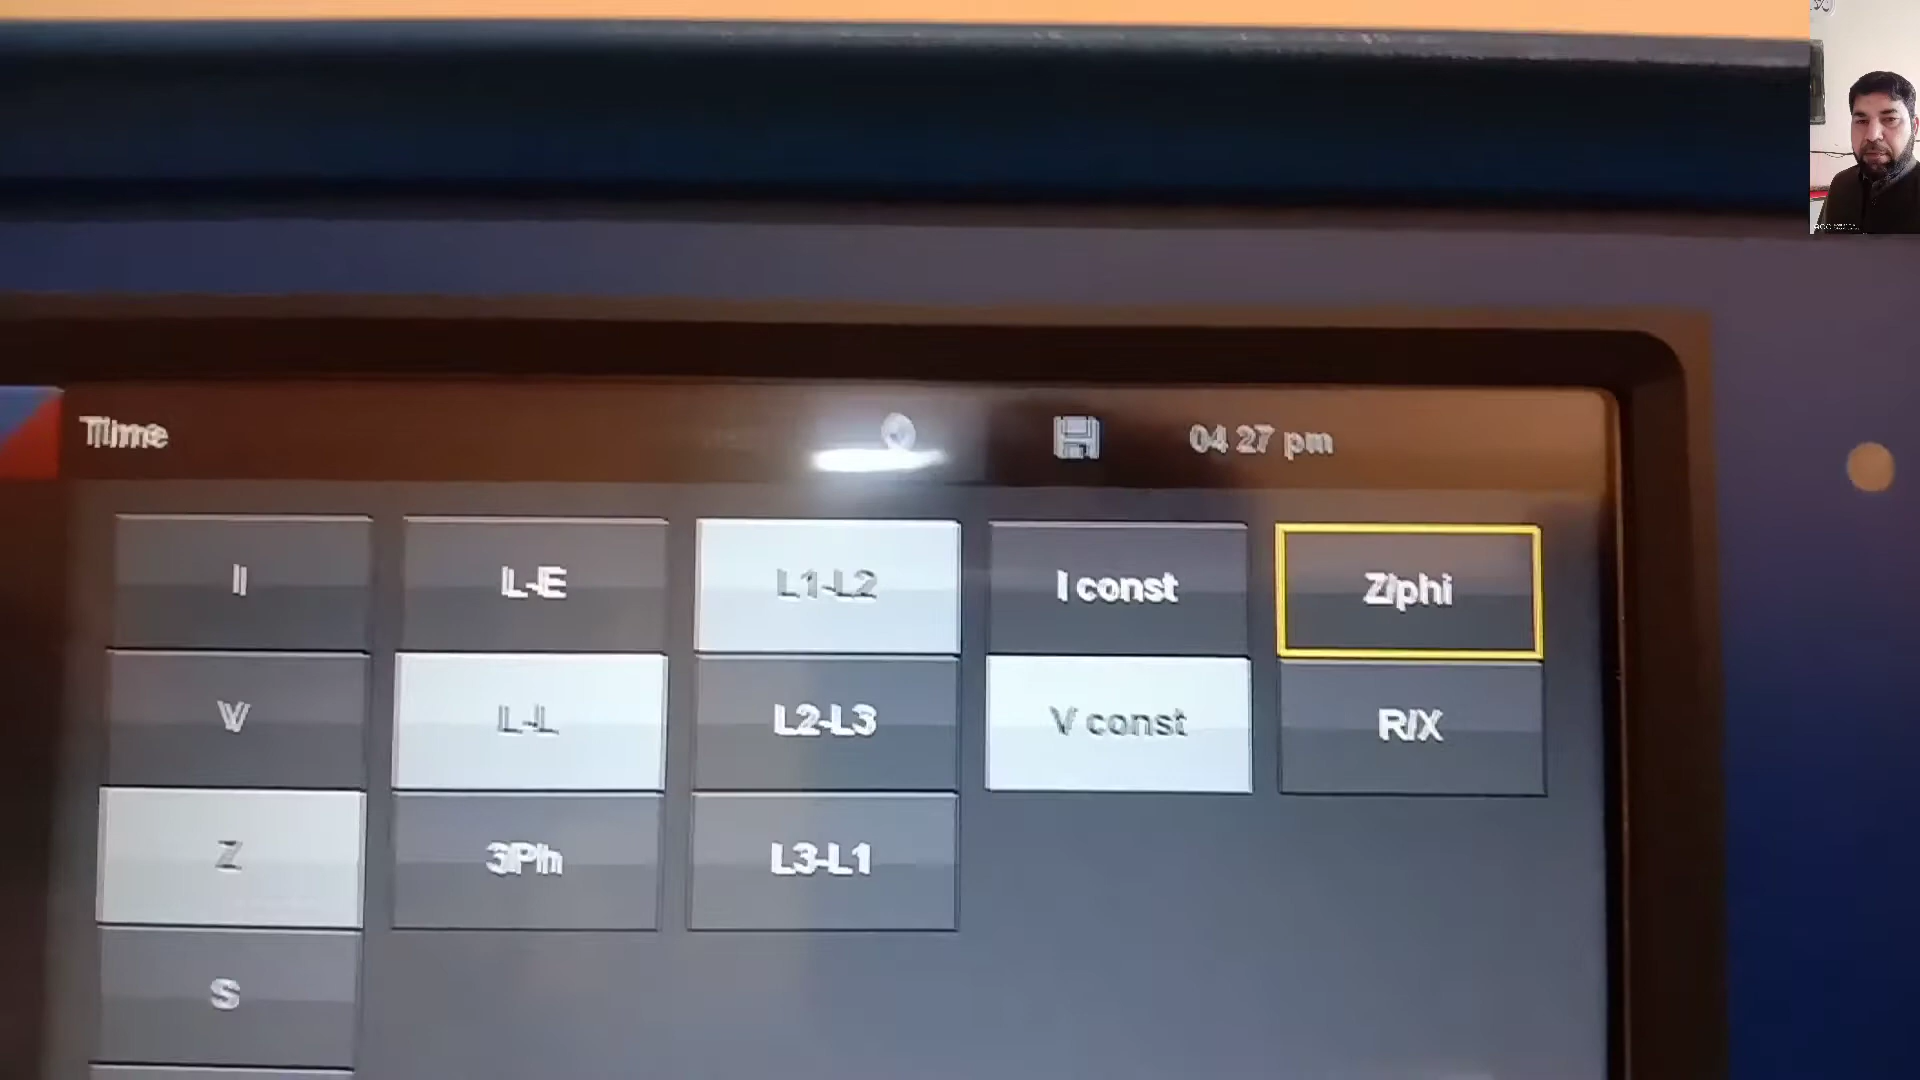 Time
04 27 pm
I L-E L1-L2 I const Z/phi
V L-L L2-L3 V const R/X
Z 3Ph L3-L1
S